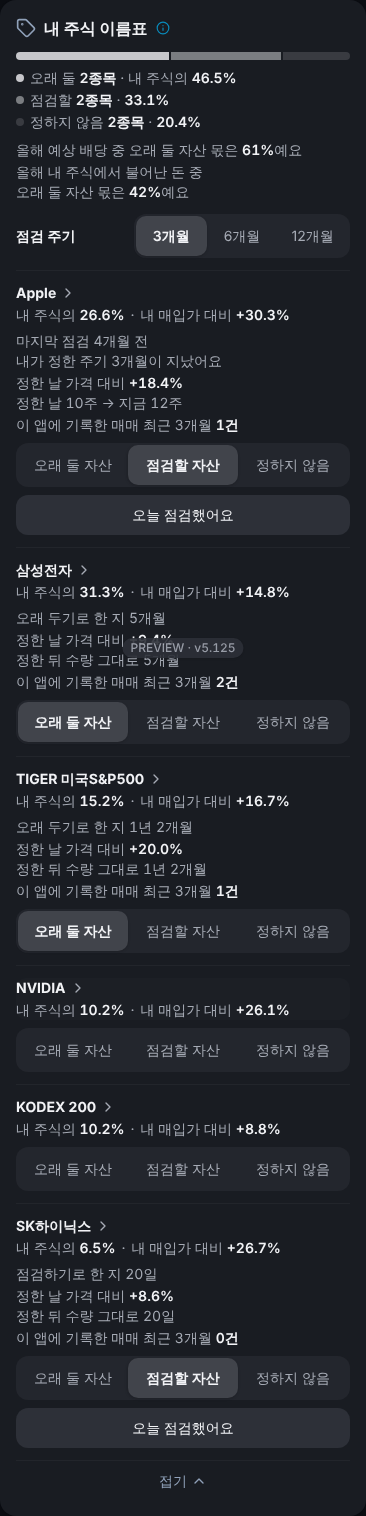 내 주식 이름표
오래 둘 2종목 · 내 주식의 46.5%
점검할 2종목 · 33.1%
정하지 않음 2종목 · 20.4%
올해 예상 배당 중 오래 둘 자산 몫은 61%예요
올해 내 주식에서 불어난 돈 중
오래 둘 자산 몫은 42%예요
점검 주기 3개월 6개월 12개월
Apple
내 주식의 26.6% · 내 매입가 대비 +30.3%
마지막 점검 4개월 전
내가 정한 주기 3개월이 지났어요
정한 날 가격 대비 +18.4%
정한 날 10주 → 지금 12주
이 앱에 기록한 매매 최근 3개월 1건
오래 둘 자산 점검할 자산 정하지 않음
오늘 점검했어요
삼성전자
내 주식의 31.3% · 내 매입가 대비 +14.8%
오래 두기로 한 지 5개월
정한 날 가격 대비
PREVIEW · v5.125
정한 뒤 수량 그대로 5개월
이 앱에 기록한 매매 최근 3개월 2건
오래 둘 자산 점검할 자산 정하지 않음
TIGER 미국S&P500
내 주식의 15.2% · 내 매입가 대비 +16.7%
오래 두기로 한 지 1년 2개월
정한 날 가격 대비 +20.0%
정한 뒤 수량 그대로 1년 2개월
이 앱에 기록한 매매 최근 3개월 1건
오래 둘 자산 점검할 자산 정하지 않음
NVIDIA
내 주식의 10.2% · 내 매입가 대비 +26.1%
오래 둘 자산 점검할 자산 정하지 않음
KODEX 200
내 주식의 10.2% · 내 매입가 대비 +8.8%
오래 둘 자산 점검할 자산 정하지 않음
SK하이닉스
내 주식의 6.5% · 내 매입가 대비 +26.7%
점검하기로 한 지 20일
정한 날 가격 대비 +8.6%
정한 뒤 수량 그대로 20일
이 앱에 기록한 매매 최근 3개월 0건
오래 둘 자산 점검할 자산 정하지 않음
오늘 점검했어요
접기